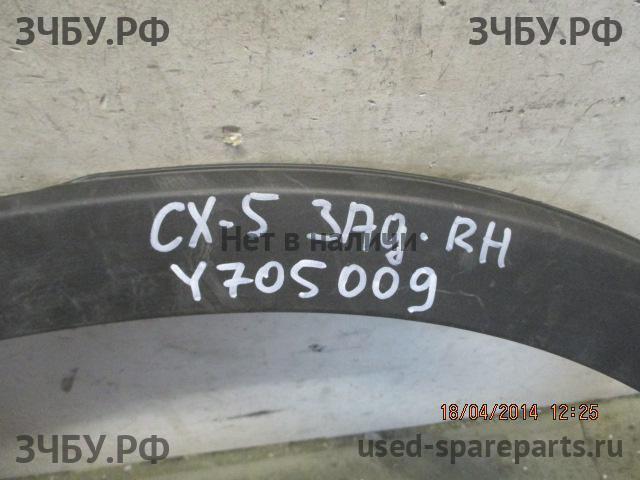 ЗЧБУ.РФ ЗЧБУ.РФ
CX-5 ЗАд. RH
Нет в наличии
Y705009
18/04/2014 12:25
ЗЧБУ.РФ used-spareparts.ru